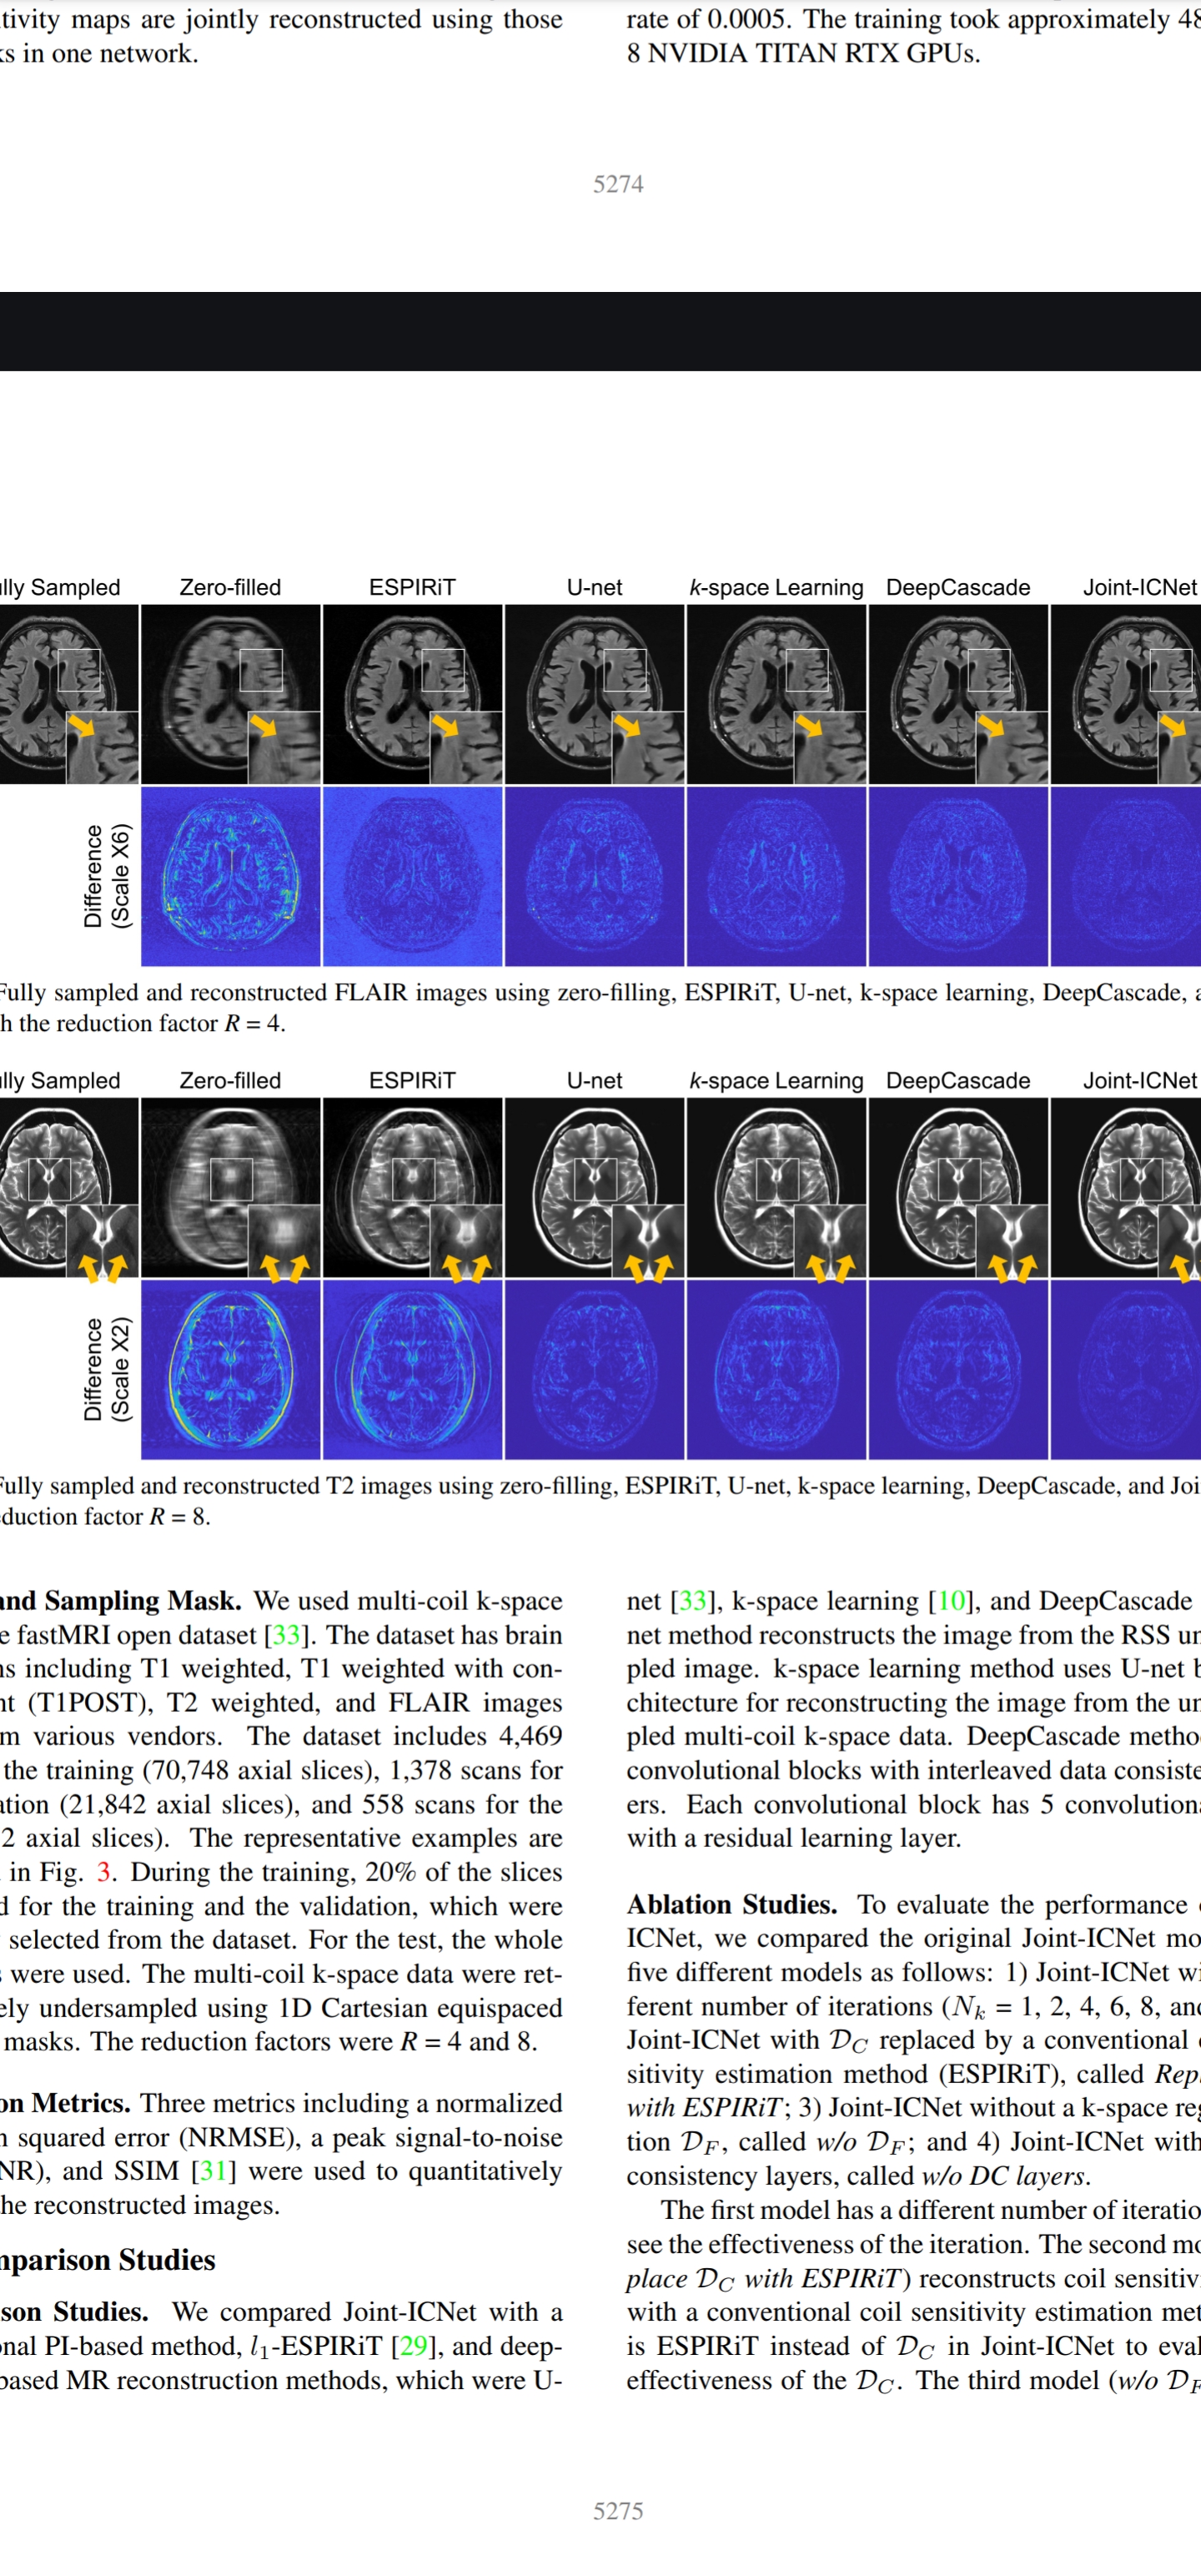 tivity maps are jointly reconstructed using those
ks in one network.
rate of 0.0005. The training took approximately 48
8 NVIDIA TITAN RTX GPUs.
5274
lly Sampled Zero-filled ESPIRiT U-net k-space Learning DeepCascade Joint-ICNet
Difference
(Scale X6)
Fully sampled and reconstructed FLAIR images using zero-filling, ESPIRiT, U-net, k-space learning, DeepCascade, a
h the reduction factor R = 4.
lly Sampled Zero-filled ESPIRiT U-net k-space Learning DeepCascade Joint-ICNet
Difference
(Scale X2)
Fully sampled and reconstructed T2 images using zero-filling, ESPIRiT, U-net, k-space learning, DeepCascade, and Joi
duction factor R = 8.
and Sampling Mask. We used multi-coil k-space
e fastMRI open dataset [33]. The dataset has brain
ns including T1 weighted, T1 weighted with con-
nt (T1POST), T2 weighted, and FLAIR images
m various vendors. The dataset includes 4,469
the training (70,748 axial slices), 1,378 scans for
ation (21,842 axial slices), and 558 scans for the
2 axial slices). The representative examples are
in Fig. 3. During the training, 20% of the slices
d for the training and the validation, which were
selected from the dataset. For the test, the whole
s were used. The multi-coil k-space data were ret-
ely undersampled using 1D Cartesian equispaced
masks. The reduction factors were R = 4 and 8.
on Metrics. Three metrics including a normalized
n squared error (NRMSE), a peak signal-to-noise
NR), and SSIM [31] were used to quantitatively
he reconstructed images.
mparison Studies
son Studies. We compared Joint-ICNet with a
onal PI-based method, l1-ESPIRiT [29], and deep-
based MR reconstruction methods, which were U-
net [33], k-space learning [10], and DeepCascade
net method reconstructs the image from the RSS un
pled image. k-space learning method uses U-net b
chitecture for reconstructing the image from the un
pled multi-coil k-space data. DeepCascade metho
convolutional blocks with interleaved data consiste
ers. Each convolutional block has 5 convolution
with a residual learning layer.
Ablation Studies. To evaluate the performance
ICNet, we compared the original Joint-ICNet mo
five different models as follows: 1) Joint-ICNet wi
ferent number of iterations (Nk = 1, 2, 4, 6, 8, and
Joint-ICNet with DC replaced by a conventional
sitivity estimation method (ESPIRiT), called Rep
with ESPIRiT; 3) Joint-ICNet without a k-space reg
tion DF, called w/o DF; and 4) Joint-ICNet with
consistency layers, called w/o DC layers.
The first model has a different number of iteratio
see the effectiveness of the iteration. The second mo
place DC with ESPIRiT) reconstructs coil sensitiv
with a conventional coil sensitivity estimation met
is ESPIRiT instead of DC in Joint-ICNet to eval
effectiveness of the DC. The third model (w/o DF
5275